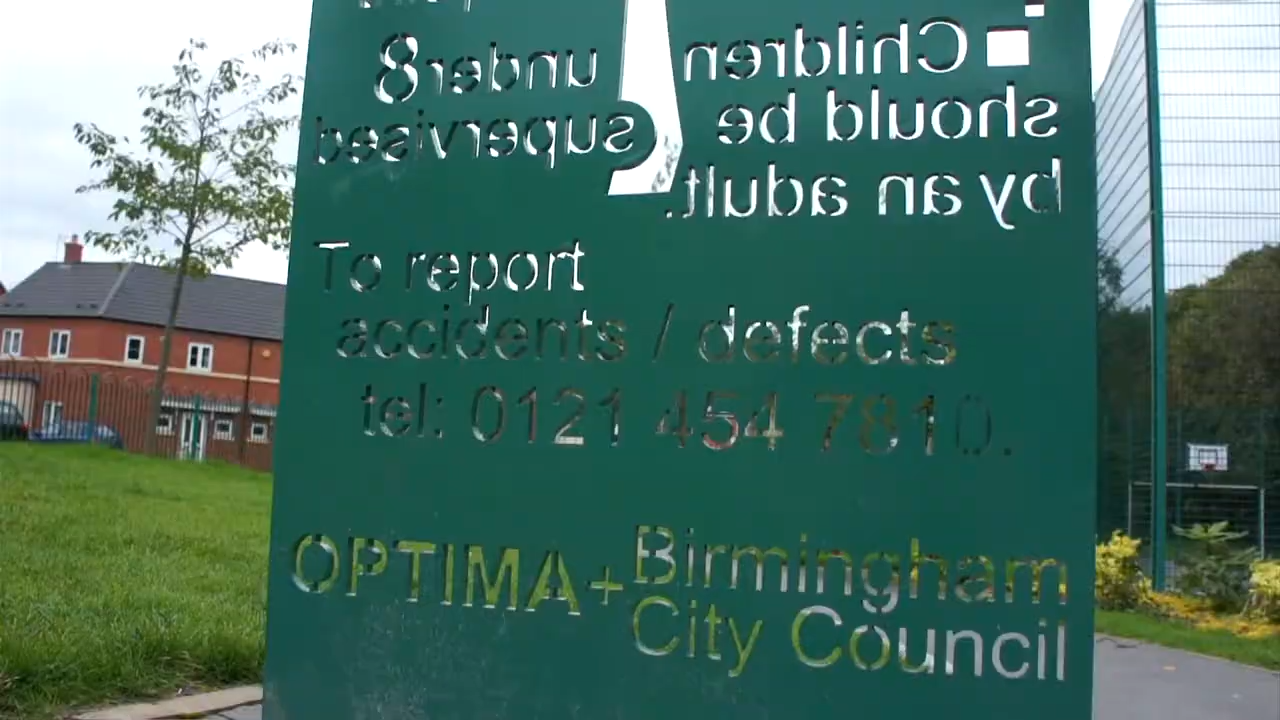 Children under 8
should be supervised
by an adult.
To report
accidents / defects
tel: 0121 454 7810.
OPTIMA + Birmingham
City Council